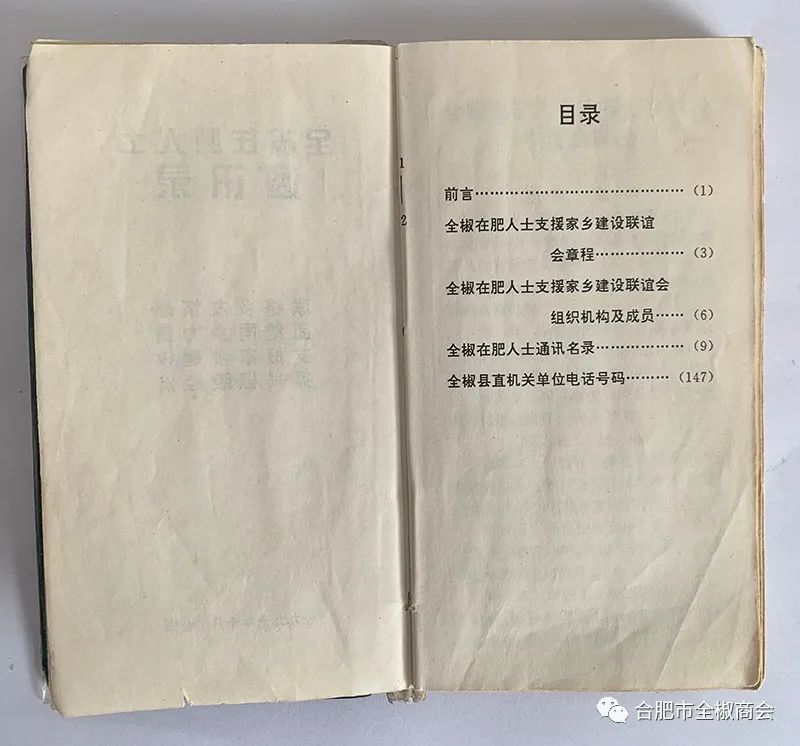 1
2
目录
前言……………………………… (1)
全椒在肥人士支援家乡建设联谊
会章程……………… (3)
全椒在肥人士支援家乡建设联谊会
组织机构及成员…… (6)
全椒在肥人士通讯名录……………… (9)
全椒县直机关单位电话号码……… (147)
合肥市全椒商会